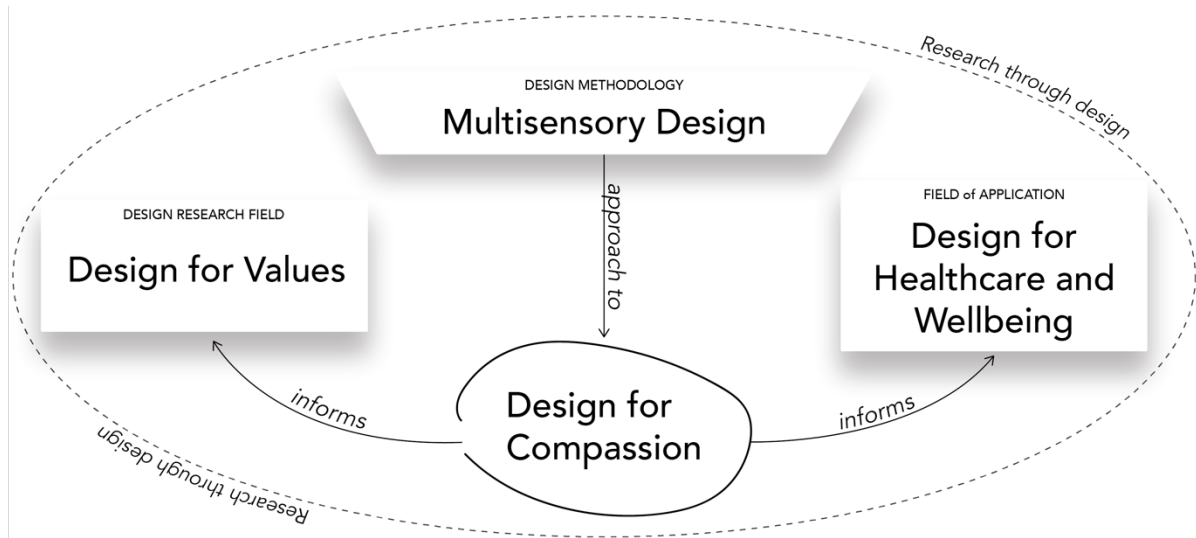 Research through design
DESIGN METHODOLOGY
Multisensory Design
approach to
DESIGN RESEARCH FIELD
Design for Values
FIELD of APPLICATION
Design for
Healthcare and
Wellbeing
informs
Design for
Compassion
informs
Research through design